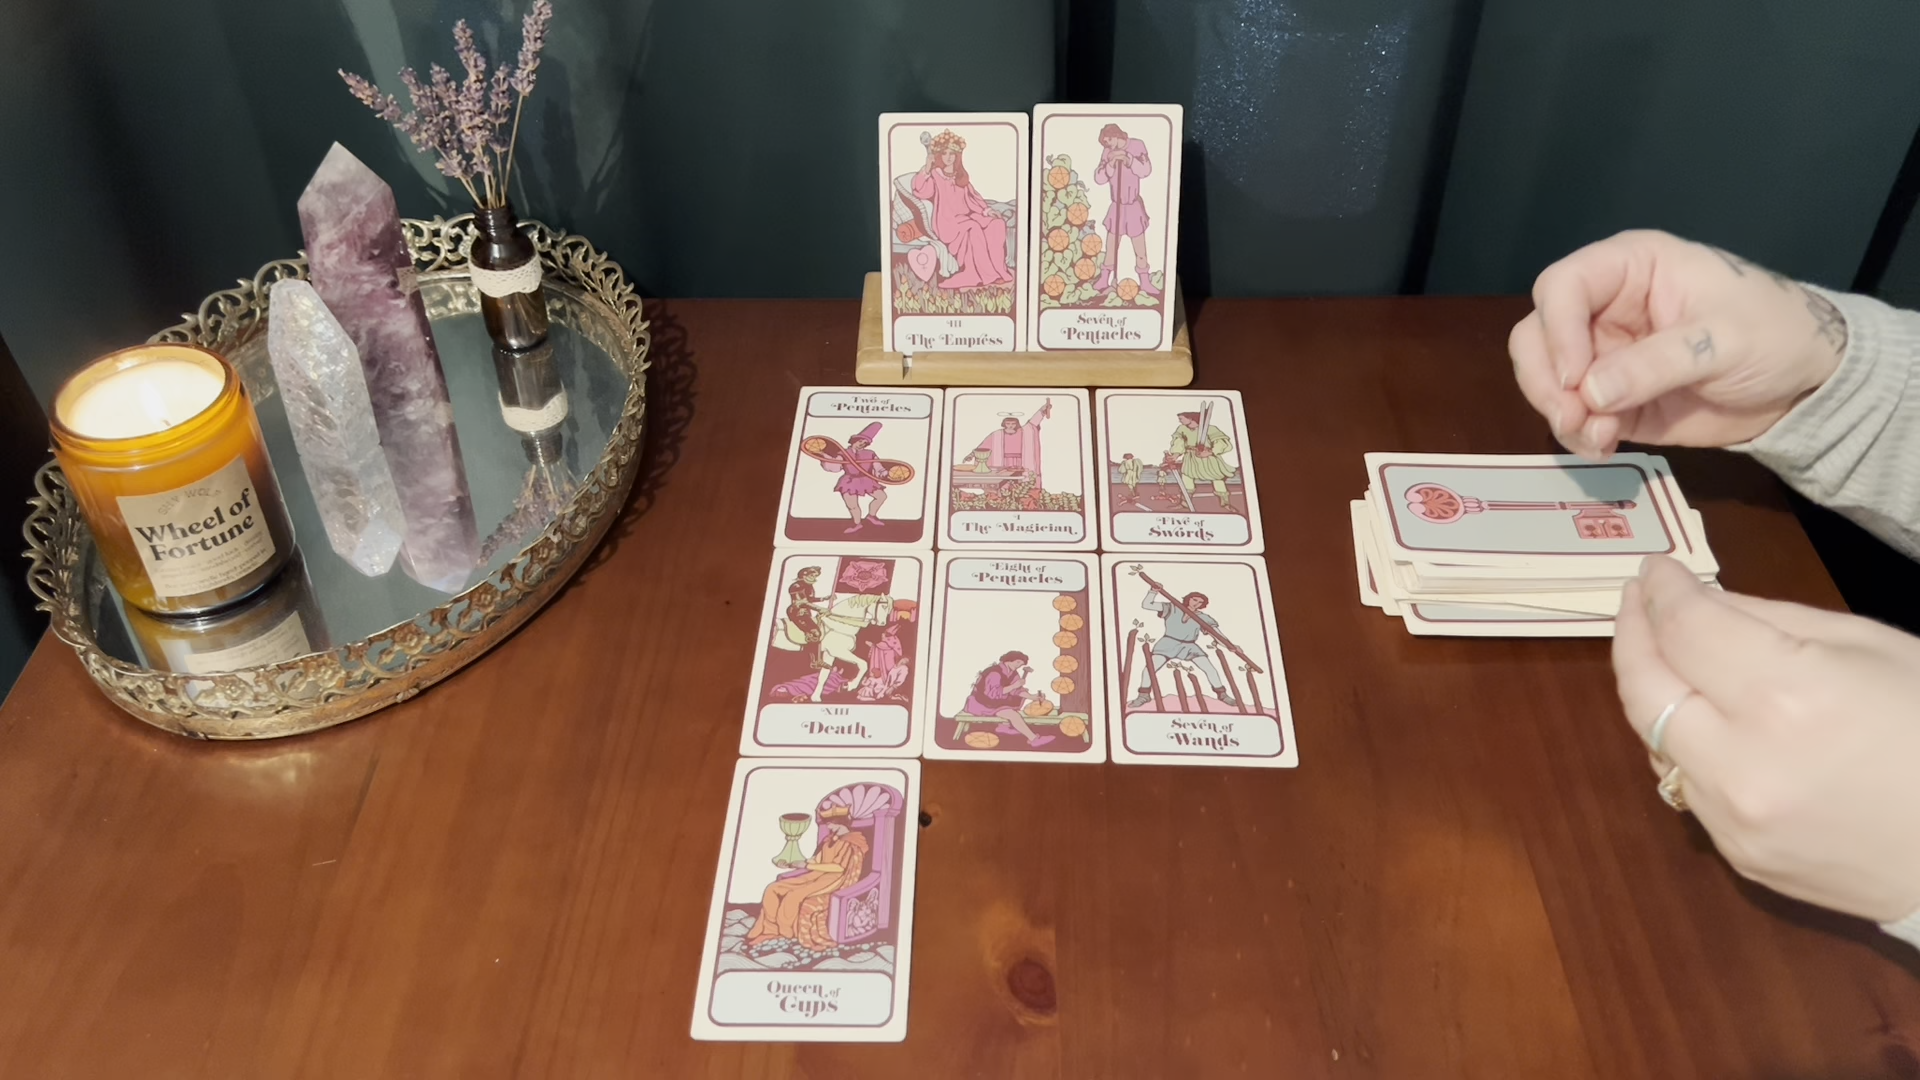 III
The Empress
Seven of
Pentacles
Two of
Pentacles
I
The Magician
Five of
Swords
XIII
Death
Eight of
Pentacles
Seven of
Wands
Queen of
Cups
Wheel of
Fortune